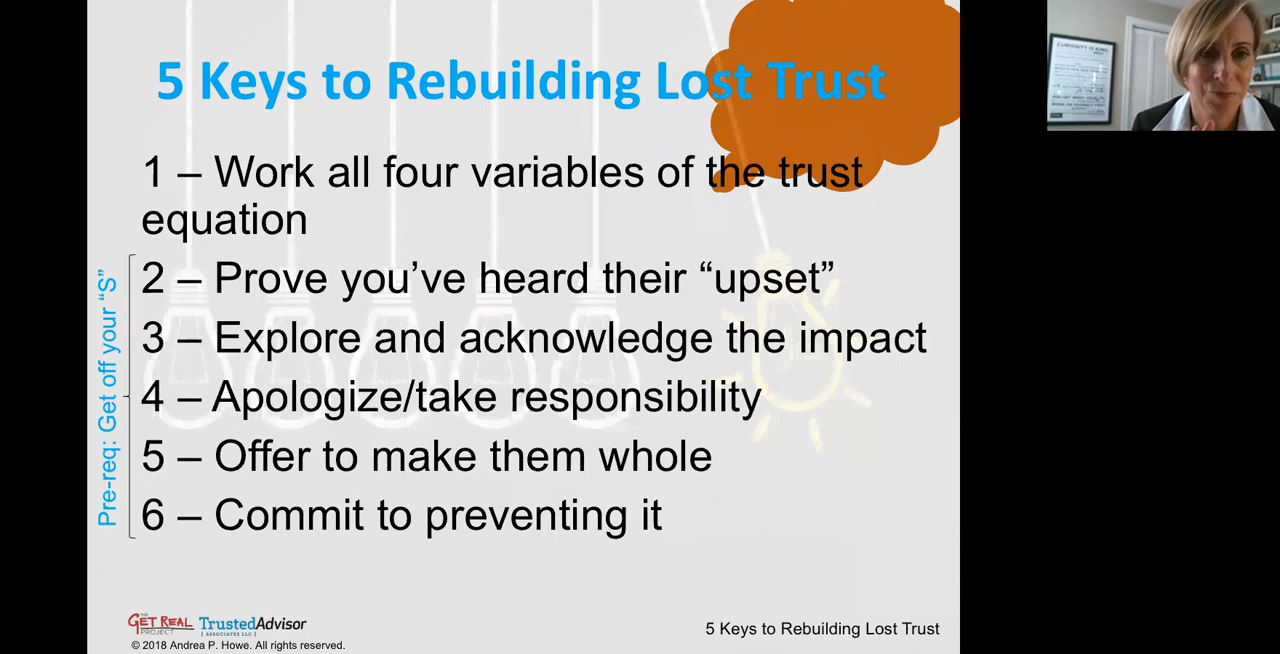 5 Keys to Rebuilding Lost Trust
1 – Work all four variables of the trust
equation
2 – Prove you’ve heard their “upset”
3 – Explore and acknowledge the impact
4 – Apologize/take responsibility
5 – Offer to make them whole
6 – Commit to preventing it
Pre-req: Get off your “S”
THE
GET REAL
PROJECT
TrustedAdvisor
ASSOCIATES LLC
© 2018 Andrea P. Howe. All rights reserved.
5 Keys to Rebuilding Lost Trust
CURIOSITY IS KING